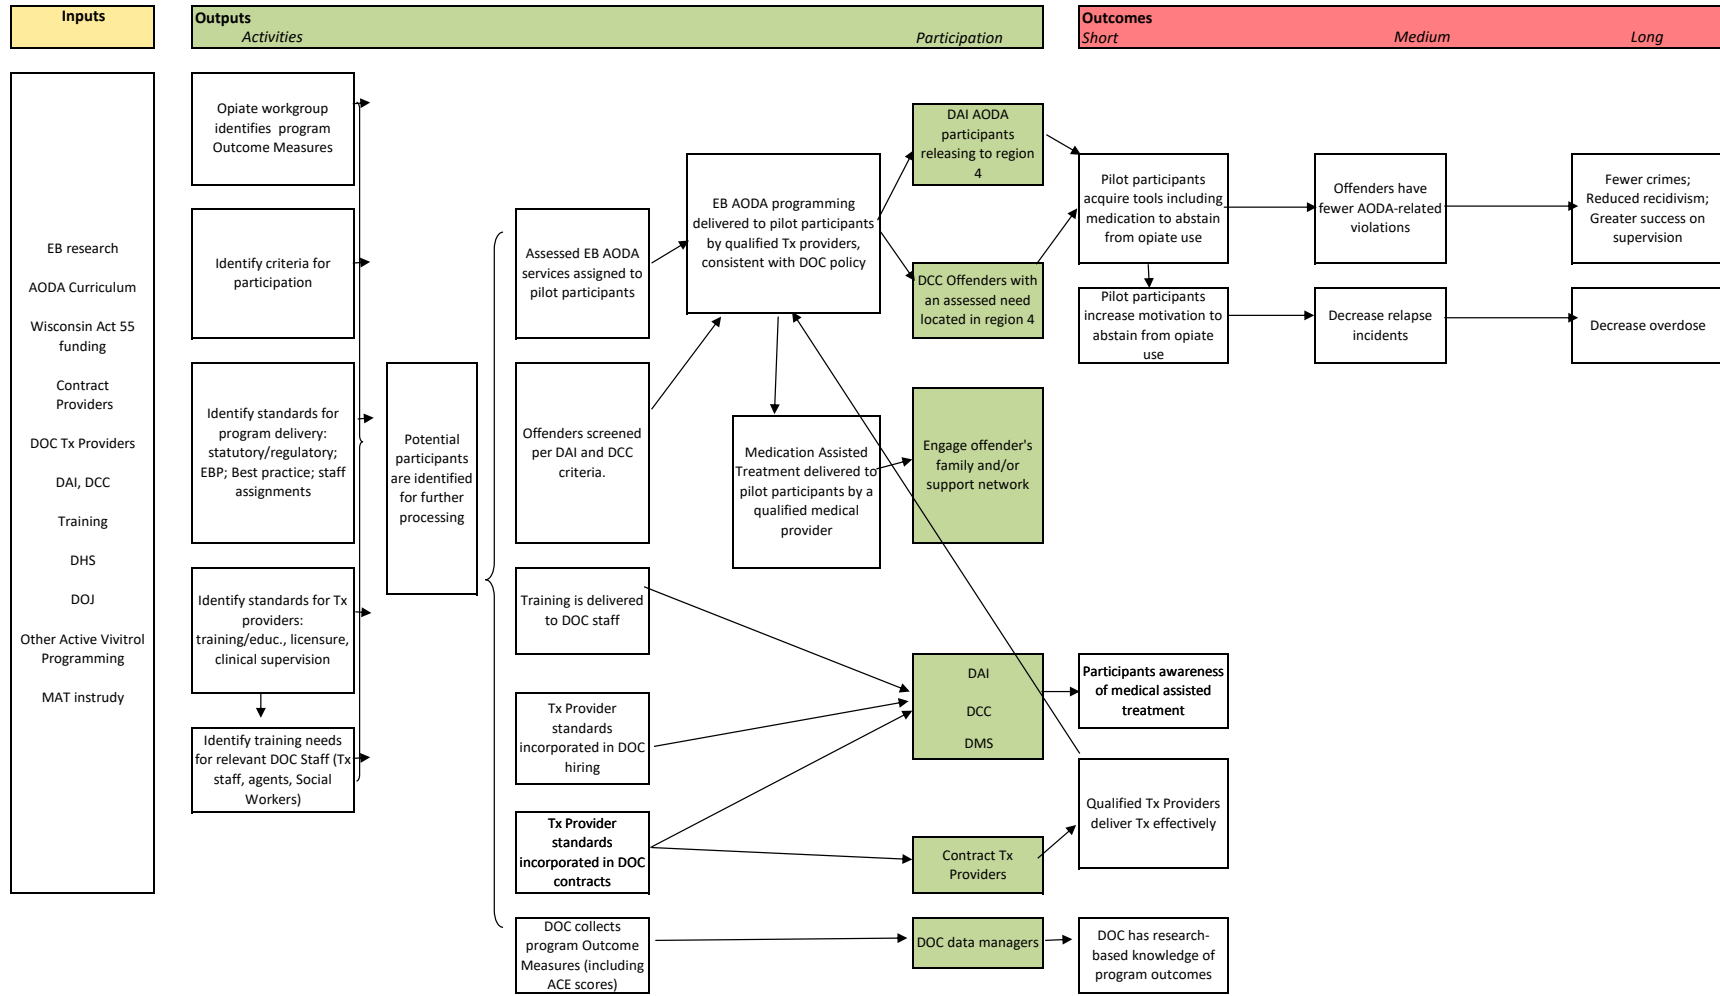 Inputs
Outputs
Activities
Participation
Outcomes
Short
Medium
Long
EB research
AODA Curriculum
Wisconsin Act 55
funding
Contract
Providers
DOC Tx Providers
DAI, DCC
Training
DHS
DOJ
Other Active Vivitrol
Programming
MAT instrudy
Opiate workgroup
identifies program
Outcome Measures
Identify criteria for
participation
Identify standards for
program delivery:
statutory/regulatory;
EBP; Best practice; staff
assignments
Identify standards for Tx
providers:
training/educ., licensure,
clinical supervision
Identify training needs
for relevant DOC Staff (Tx
staff, agents, Social
Workers)
Potential
participants
are identified
for further
processing
Assessed EB AODA
services assigned to
pilot participants
Offenders screened
per DAI and DCC
criteria.
Training is delivered
to DOC staff
Tx Provider
standards
incorporated in DOC
hiring
Tx Provider
standards
incorporated in DOC
contracts
DOC collects
program Outcome
Measures (including
ACE scores)
EB AODA programming
delivered to pilot participants
by qualified Tx providers,
consistent with DOC policy
Medication Assisted
Treatment delivered to
pilot participants by a
qualified medical
provider
DAI AODA
participants
releasing to region
4
DCC Offenders with
an assessed need
located in region 4
Engage offender's
family and/or
support network
DAI
DCC
DMS
Contract Tx
Providers
DOC data managers
Pilot participants
acquire tools including
medication to abstain
from opiate use
Pilot participants
increase motivation to
abstain from opiate
use
Participants awareness
of medical assisted
treatment
Qualified Tx Providers
deliver Tx effectively
DOC has research-
based knowledge of
program outcomes
Offenders have
fewer AODA-related
violations
Decrease relapse
incidents
Fewer crimes;
Reduced recidivism;
Greater success on
supervision
Decrease overdose